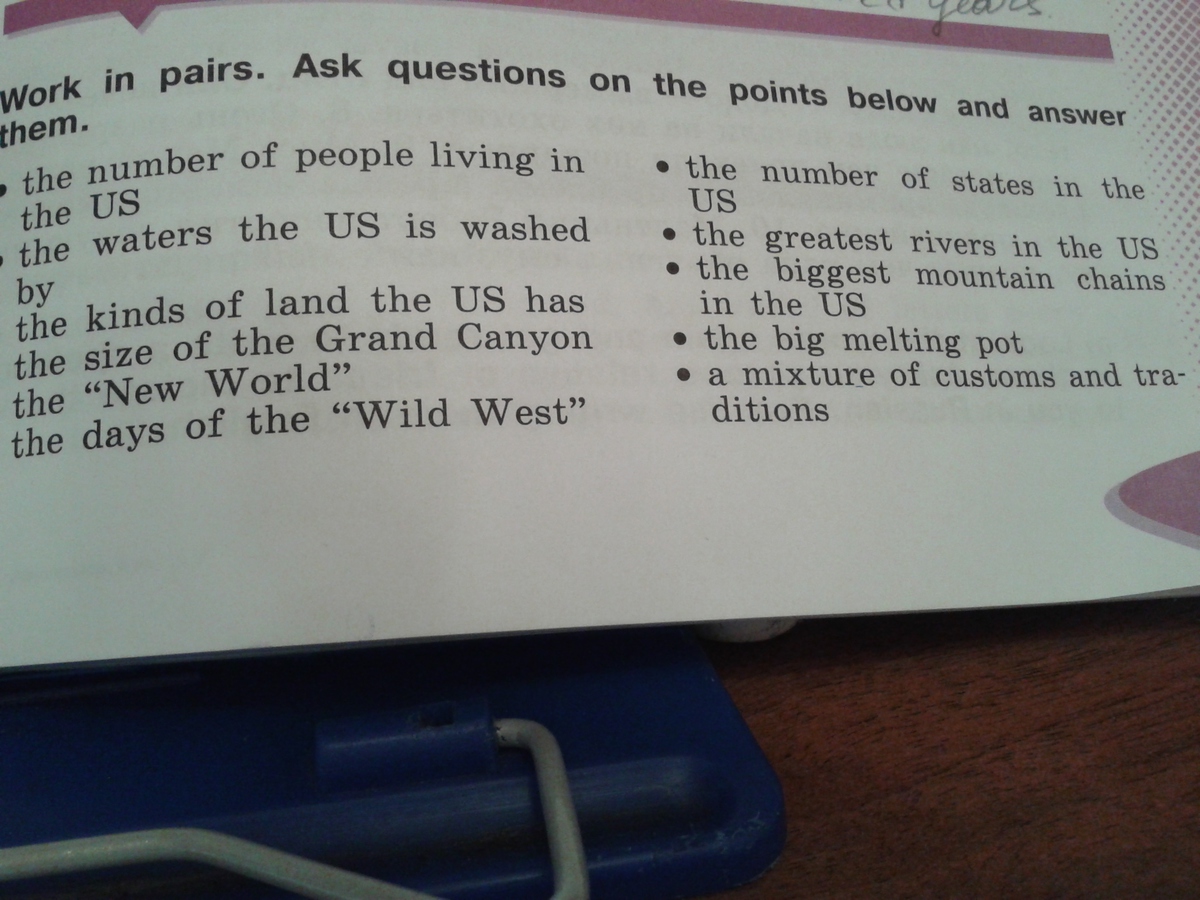 years
Work in pairs. Ask questions on the points below and answer
them.
• the number of people living in
the US
• the waters the US is washed
by
the kinds of land the US has
the size of the Grand Canyon
the “New World”
the days of the “Wild West”
• the number of states in the
US
• the greatest rivers in the US
• the biggest mountain chains
in the US
• the big melting pot
• a mixture of customs and tra-
ditions